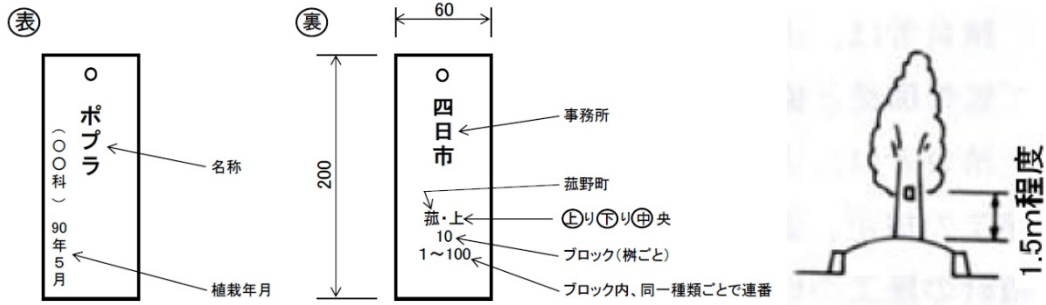 表
ポプラ
(〇〇科)
90年5月
名称
植栽年月
裏
60
200
四日市
菰・上
10
1～100
事務所
菰野町
上り下り中央
ブロック(桝ごと)
ブロック内、同一種類ごとで連番
1.5m程度